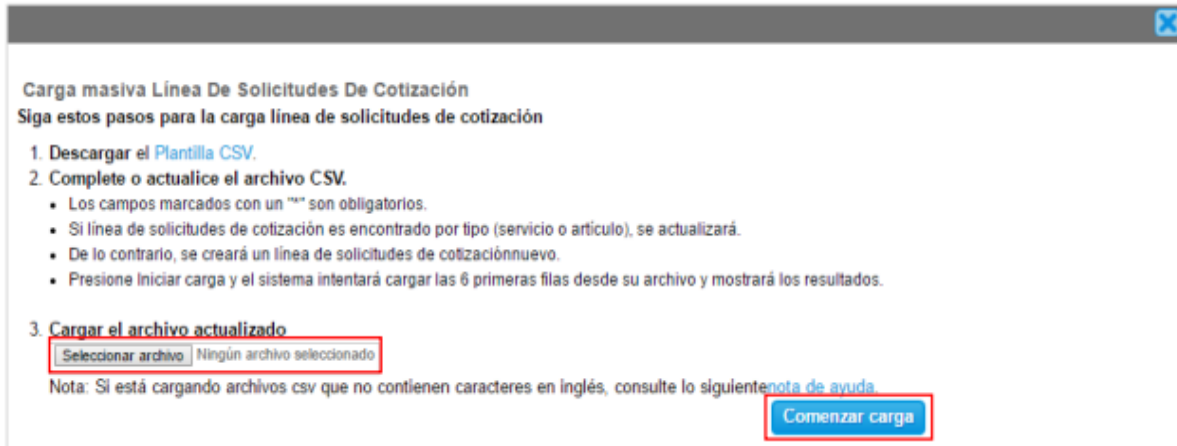 Carga masiva Línea De Solicitudes De Cotización
Siga estos pasos para la carga línea de solicitudes de cotización
1. Descargar el Plantilla CSV.
2. Complete o actualice el archivo CSV.
• Los campos marcados con un "*" son obligatorios.
• Si línea de solicitudes de cotización es encontrado por tipo (servicio o artículo), se actualizará.
• De lo contrario, se creará un línea de solicitudes de cotizaciónnuevo.
• Presione Iniciar carga y el sistema intentará cargar las 6 primeras filas desde su archivo y mostrará los resultados.
3. Cargar el archivo actualizado
Seleccionar archivo Ningún archivo seleccionado
Nota: Si está cargando archivos csv que no contienen caracteres en inglés, consulte lo siguientenota de ayuda.
Comenzar carga